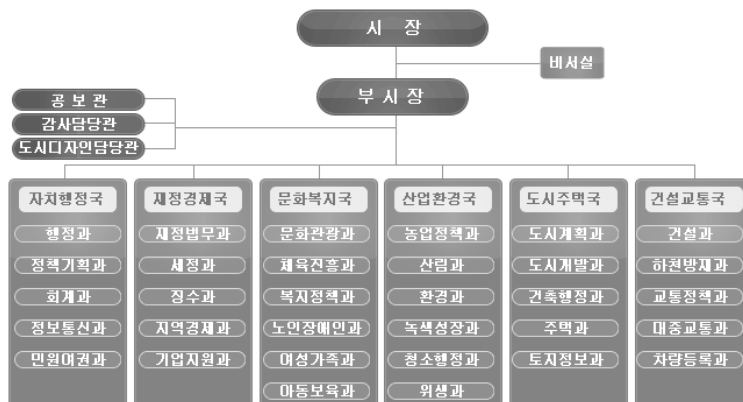 시 장
비서실
부 시 장
공 보 관
감사담당관
도시디자인담당관
자치행정국
행정과
정책기획과
회계과
정보통신과
민원여권과
재정경제국
재정법무과
세정과
징수과
지역경제과
기업지원과
문화복지국
문화관광과
체육진흥과
복지정책과
노인장애인과
여성가족과
아동보육과
산업환경국
농업정책과
산림과
환경과
녹색성장과
청소행정과
위생과
도시주택국
도시계획과
도시개발과
건축행정과
주택과
토지정보과
건설교통국
건설과
하천방재과
교통정책과
대중교통과
차량등록과